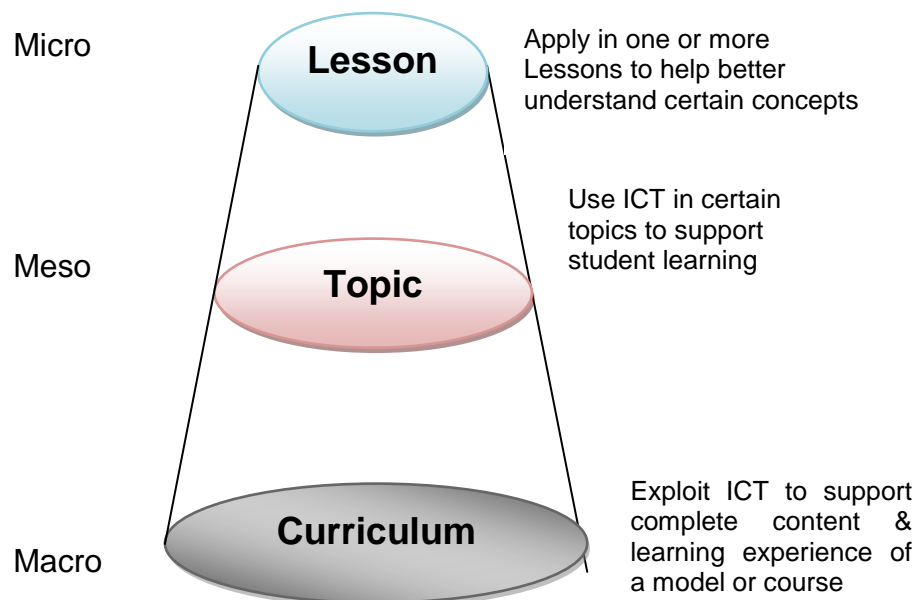 Micro
Lesson
Apply in one or more
Lessons to help better
understand certain concepts
Use ICT in certain
topics to support
student learning
Meso
Topic
Exploit ICT to support
complete content &
learning experience of
a model or course
Curriculum
Macro